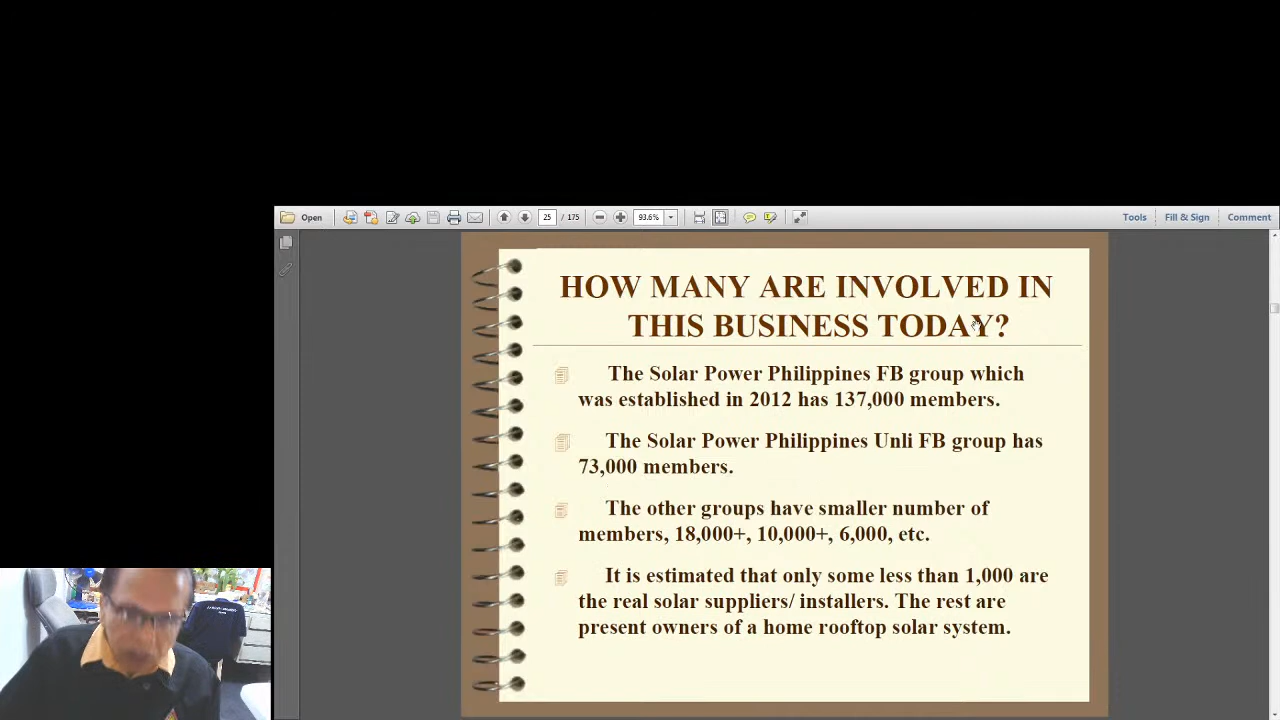 Open
25 / 175
93.6%
Tools
Fill & Sign
Comment
HOW MANY ARE INVOLVED IN
THIS BUSINESS TODAY?
The Solar Power Philippines FB group which
was established in 2012 has 137,000 members.
The Solar Power Philippines Unli FB group has
73,000 members.
The other groups have smaller number of
members, 18,000+, 10,000+, 6,000, etc.
It is estimated that only some less than 1,000 are
the real solar suppliers/ installers. The rest are
present owners of a home rooftop solar system.